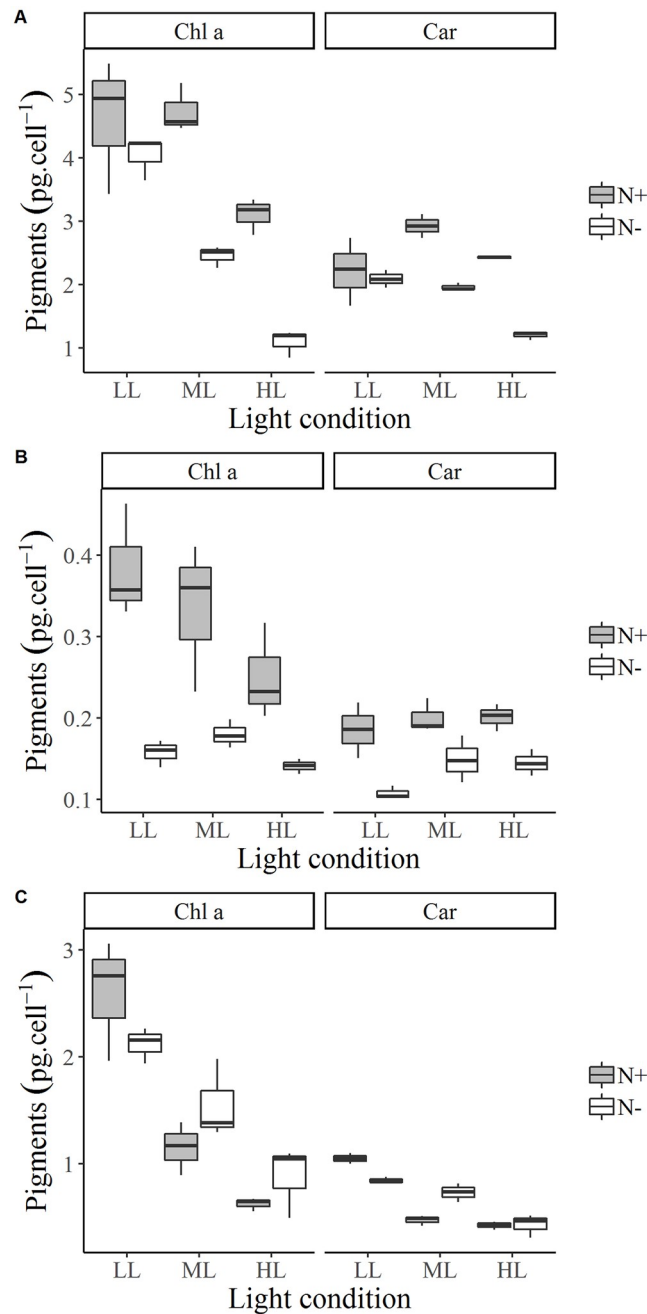 A
Chl a Car
5
4
3
2
1
Pigments (pg.cell⁻¹)
LL ML HL LL ML HL
Light condition
N+
N-
B
Chl a Car
0.4
0.3
0.2
0.1
Pigments (pg.cell⁻¹)
LL ML HL LL ML HL
Light condition
N+
N-
C
Chl a Car
3
2
1
Pigments (pg.cell⁻¹)
LL ML HL LL ML HL
Light condition
N+
N-